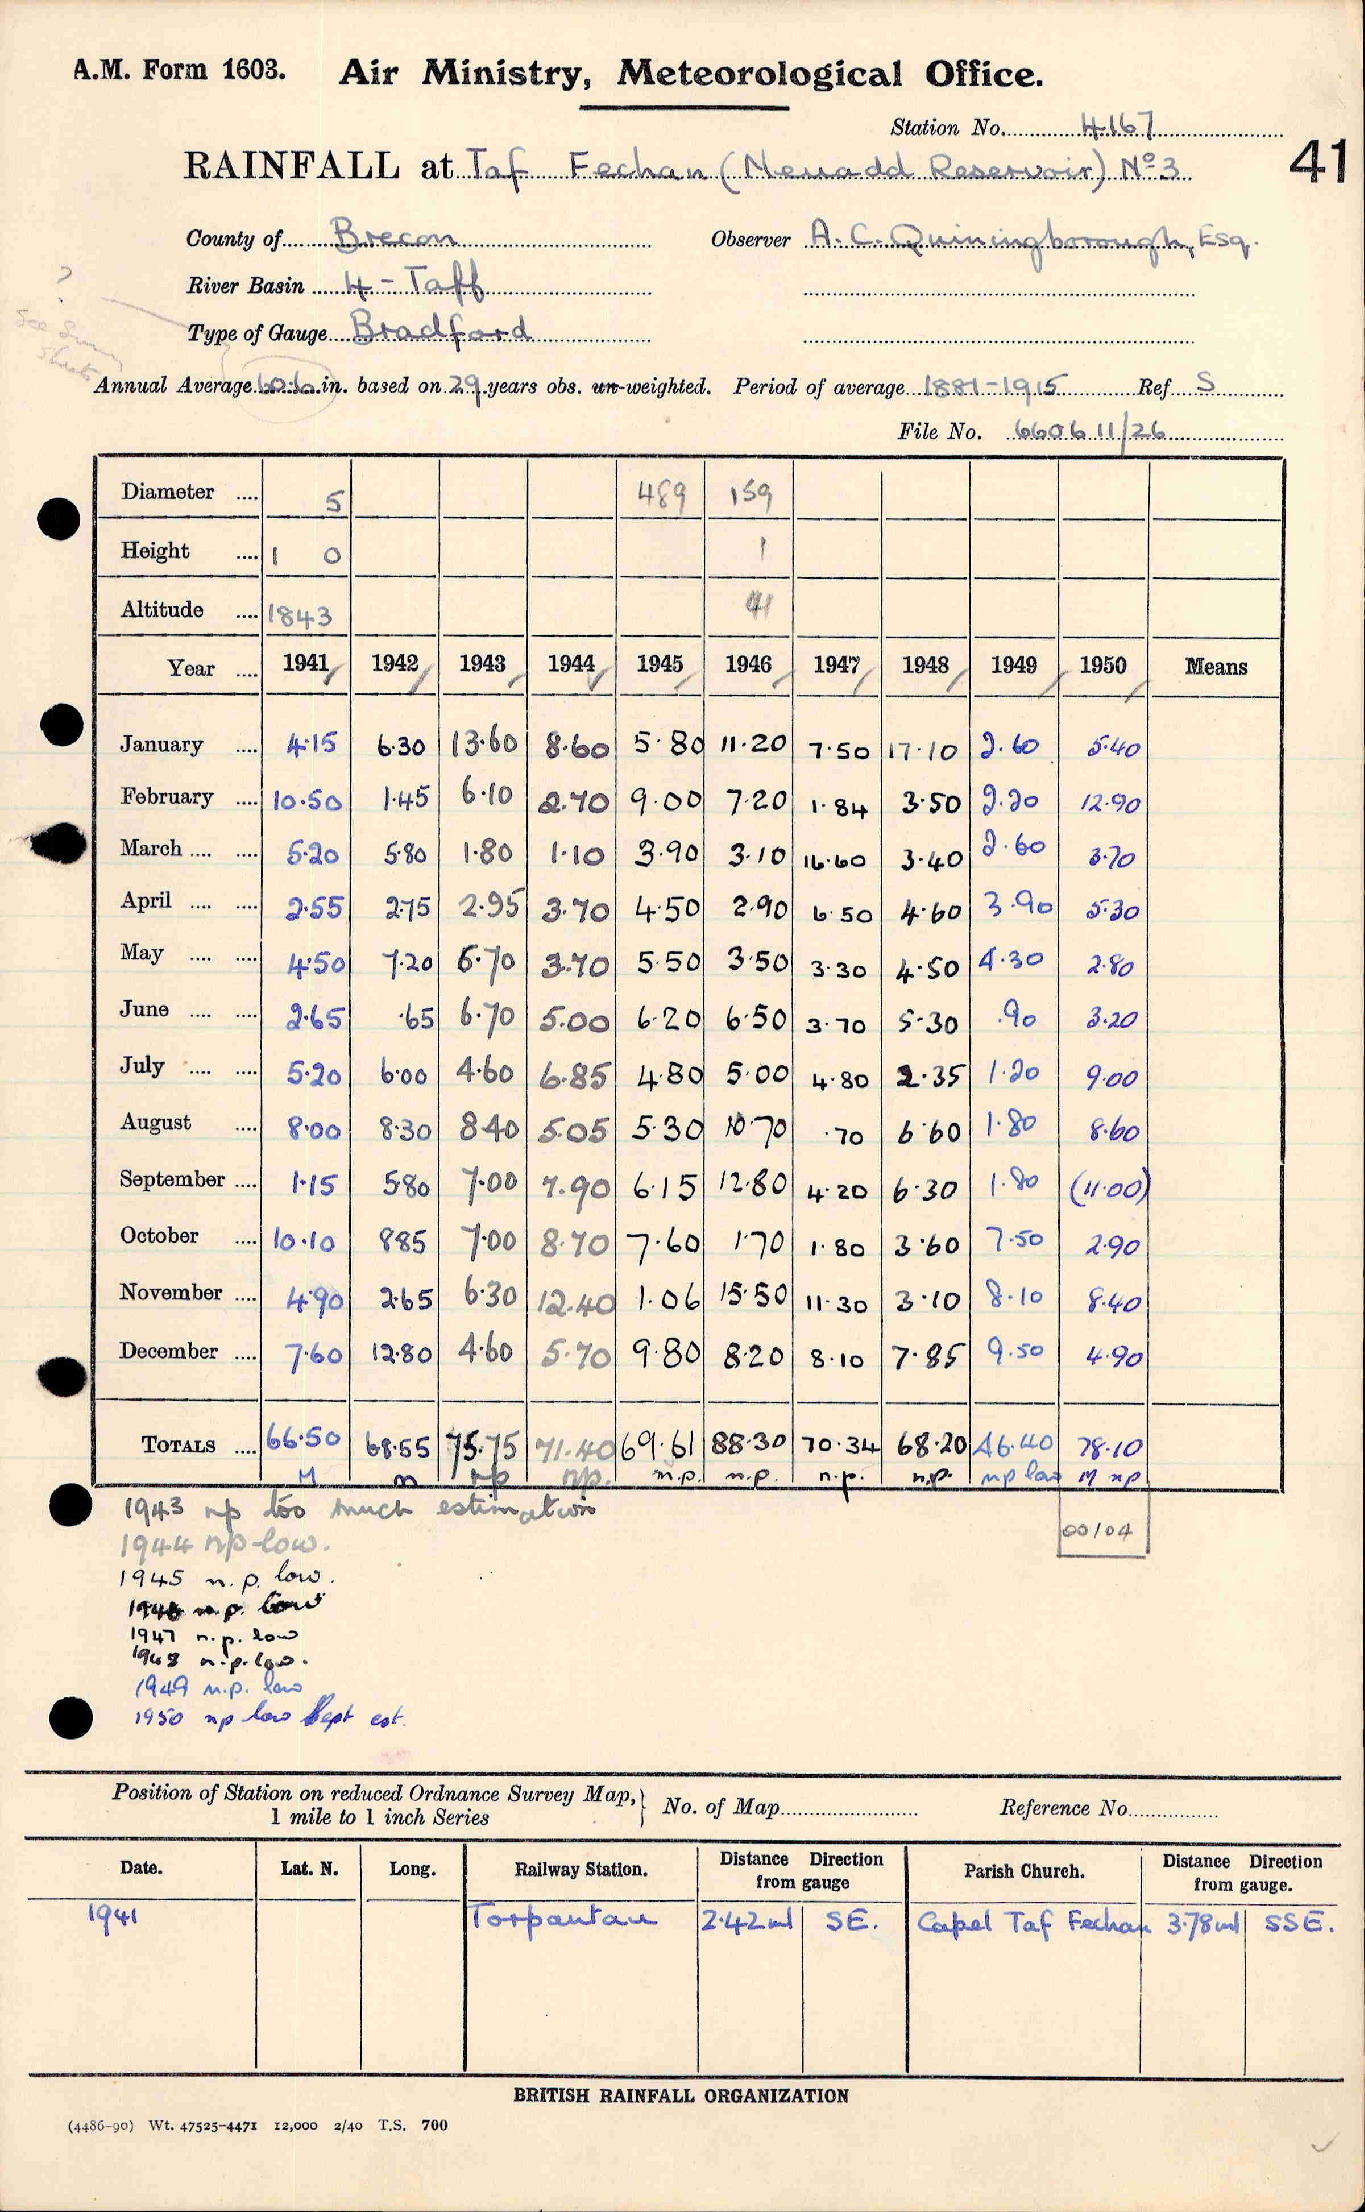 A.M. Form 1603. Air Ministry, Meteorological Office.
Station No. 4167
41
RAINFALL at Taf Fechan (Neuadd Reservoir) No 3
County of Brecon Observer A. C. Quiningborough, Esq.
?
River Basin 4 - Taff
Type of Gauge Bradford
See
Sheets
Annual Average in. based on 29 years obs. un-weighted. Period of average 1881-1915 Ref S
File No. 660611/26
Diameter .... 5 489 159
Height .... 1 0 1
Altitude .... 1843 41
Year .... 1941 1942 1943 1944 1945 1946 1947 1948 1949 1950 Means
January .... 4.15 6.30 13.60 8.60 5.80 11.20 7.50 17.10 2.60 5.40
February .... 10.50 1.45 6.10 2.70 9.00 7.20 1.84 3.50 2.20 12.90
March .... .... 5.20 5.80 1.80 1.10 3.90 3.10 16.60 3.40 2.60 3.70
April .... .... 2.55 2.75 2.95 3.70 4.50 2.90 6.50 4.60 3.90 5.30
May .... .... 4.50 7.20 6.70 3.70 5.50 3.50 3.30 4.50 4.30 2.80
June .... .... 2.65 .65 6.70 5.00 6.20 6.50 3.70 5.30 .90 3.20
July .... .... 5.20 6.00 4.60 6.85 4.80 5.00 4.80 2.35 1.20 9.00
August .... 8.00 8.30 8.40 5.05 5.30 10.70 .70 6.60 1.80 8.60
September .... 1.15 5.80 7.00 7.90 6.15 12.80 4.20 6.30 1.80 (11.00)
October .... 10.10 8.85 7.00 8.70 7.60 1.70 1.80 3.60 7.50 2.90
November .... 4.90 2.65 6.30 12.40 1.06 15.50 11.30 3.10 8.10 8.40
December .... 7.60 12.80 4.60 5.70 9.80 8.20 8.10 7.85 9.50 4.90
TOTALS .... 66.50 68.55 75.75 71.40 69.61 88.30 70.34 68.20 46.40 78.10
M m np np. m.p. n.p. n.p. n.p. np low M np
1943 np too much estimation
00/04
1944 np low.
1945 n.p. low.
1946 n.p. low
1947 n.p. low
1948 n.p. low.
1949 n.p. low
1950 np low Sept est.
Position of Station on reduced Ordnance Survey Map, 1 mile to 1 inch Series } No. of Map Reference No.
Date. Lat. N. Long. Railway Station. Distance Direction from gauge Parish Church. Distance Direction from gauge.
1941 Torpantau 2.42 ml SE. Capel Taf Fechan 3.78 ml SSE.
BRITISH RAINFALL ORGANIZATION
(4486-90) Wt. 47525-4471 12,000 2/40 T.S. 700